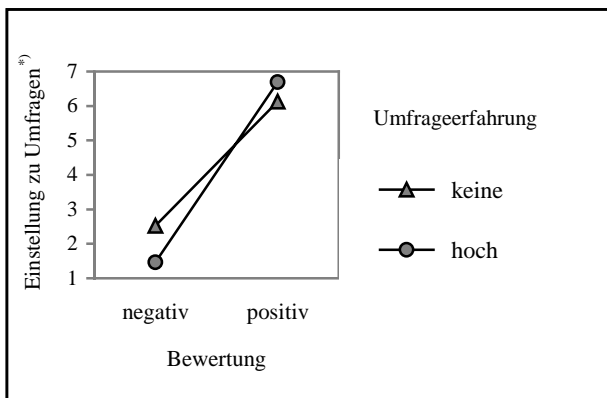 Einstellung zu Umfragen*)
7
6
5
4
3
2
1
negativ
positiv
Bewertung
Umfrageerfahrung
keine
hoch